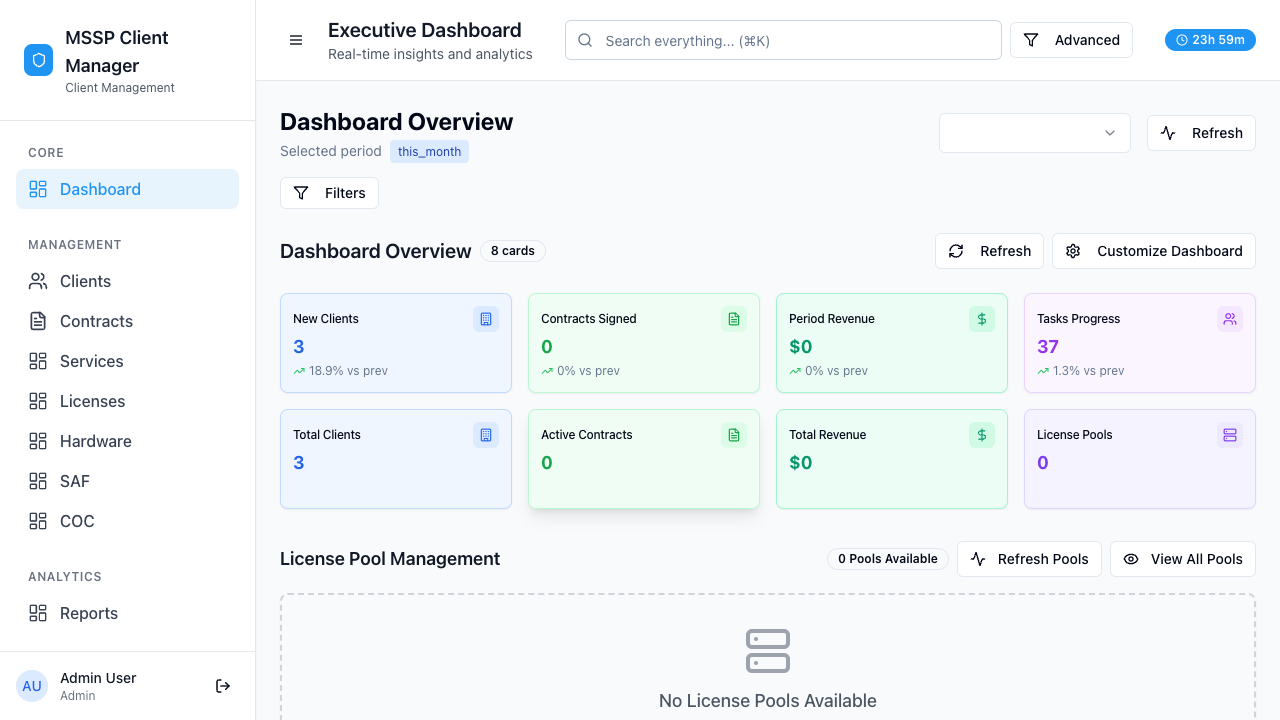 MSSP Client
Manager
Client Management
CORE
Dashboard
MANAGEMENT
Clients
Contracts
Services
Licenses
Hardware
SAF
COC
ANALYTICS
Reports
AU
Admin User
Admin
Executive Dashboard
Real-time insights and analytics
Search everything... (⌘K)
Advanced
23h 59m
Dashboard Overview
Selected period this_month
Refresh
Filters
Dashboard Overview 8 cards
Refresh
Customize Dashboard
New Clients
3
18.9% vs prev
Contracts Signed
0
0% vs prev
Period Revenue
$0
0% vs prev
Tasks Progress
37
1.3% vs prev
Total Clients
3
Active Contracts
0
Total Revenue
$0
License Pools
0
License Pool Management
0 Pools Available
Refresh Pools
View All Pools
No License Pools Available